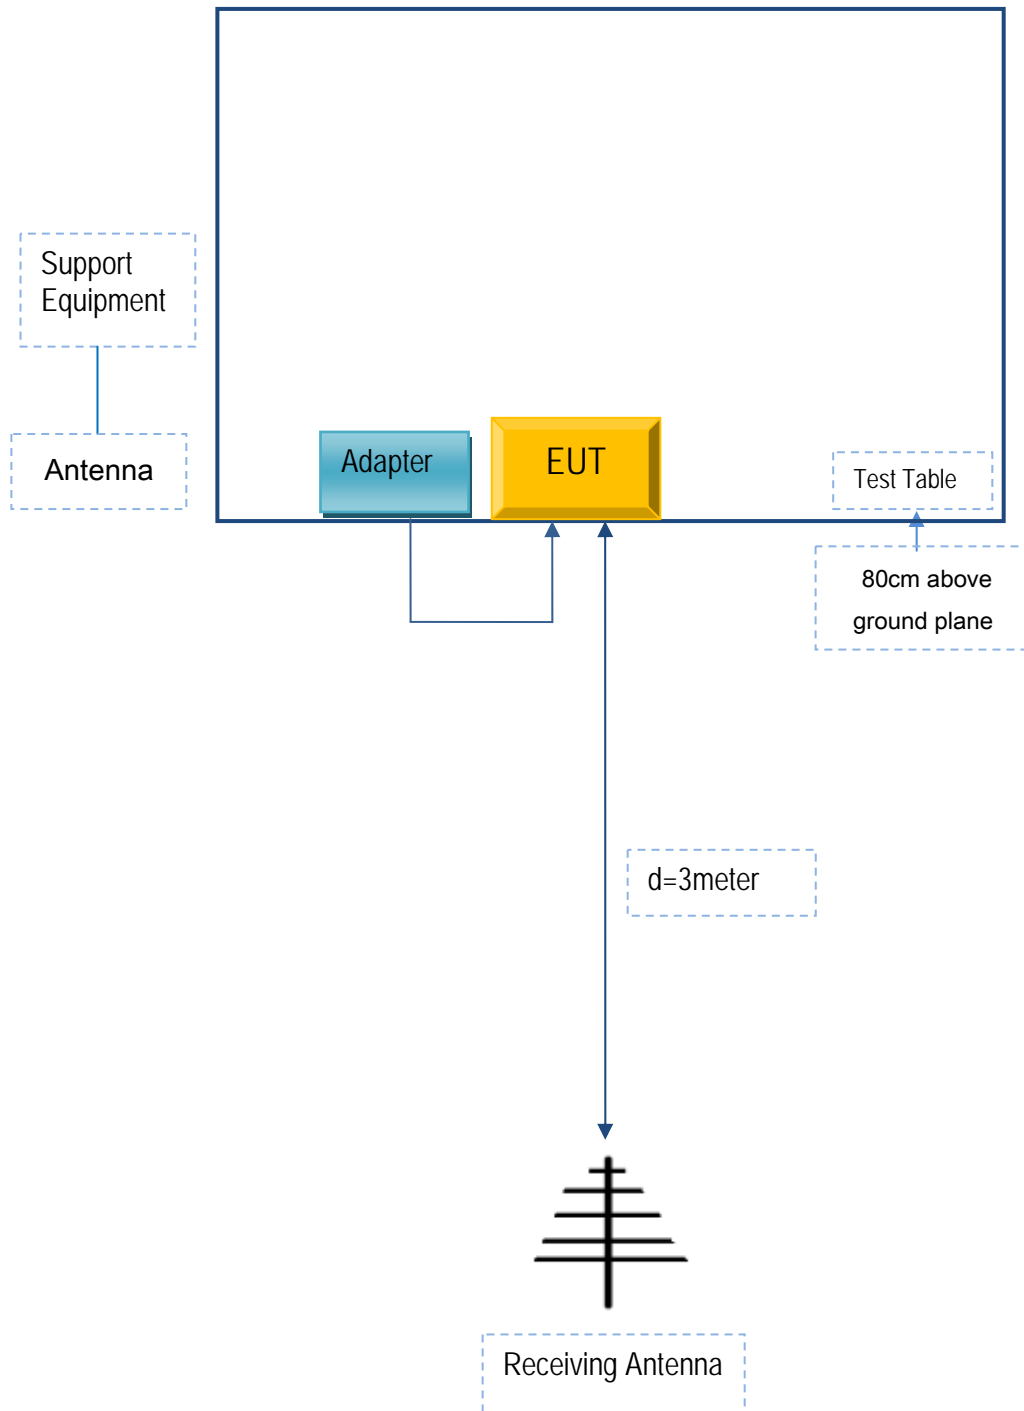 Support
Equipment
Antenna
Adapter
EUT
Test Table
80cm above
ground plane
d=3meter
Receiving Antenna